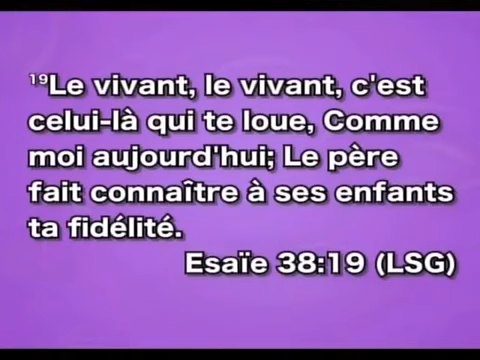 ¹⁹Le vivant, le vivant, c'est
celui-là qui te loue, Comme
moi aujourd'hui; Le père
fait connaître à ses enfants
ta fidélité.
Esaïe 38:19 (LSG)